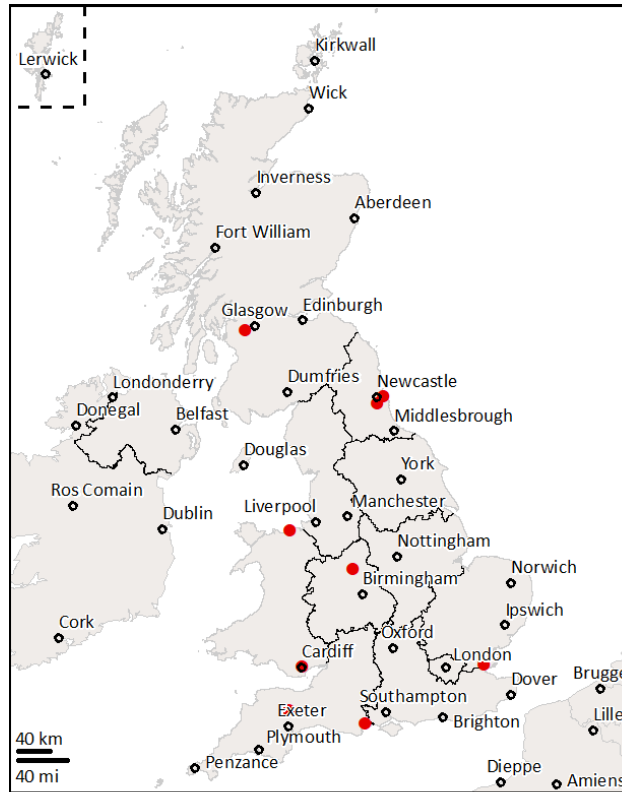 Kirkwall
Lerwick
Wick
Inverness
Aberdeen
Fort William
Glasgow
Edinburgh
Londonderry
Dumfries
Newcastle
Donegal
Belfast
Middlesbrough
Douglas
York
Ros Comain
Liverpool
Manchester
Dublin
Nottingham
Norwich
Birmingham
Ipswich
Cork
Oxford
Cardiff
London
Dover
Brugge
Southampton
Exeter
Brighton
Lille
Plymouth
40 km
Penzance
40 mi
Dieppe
Amiens